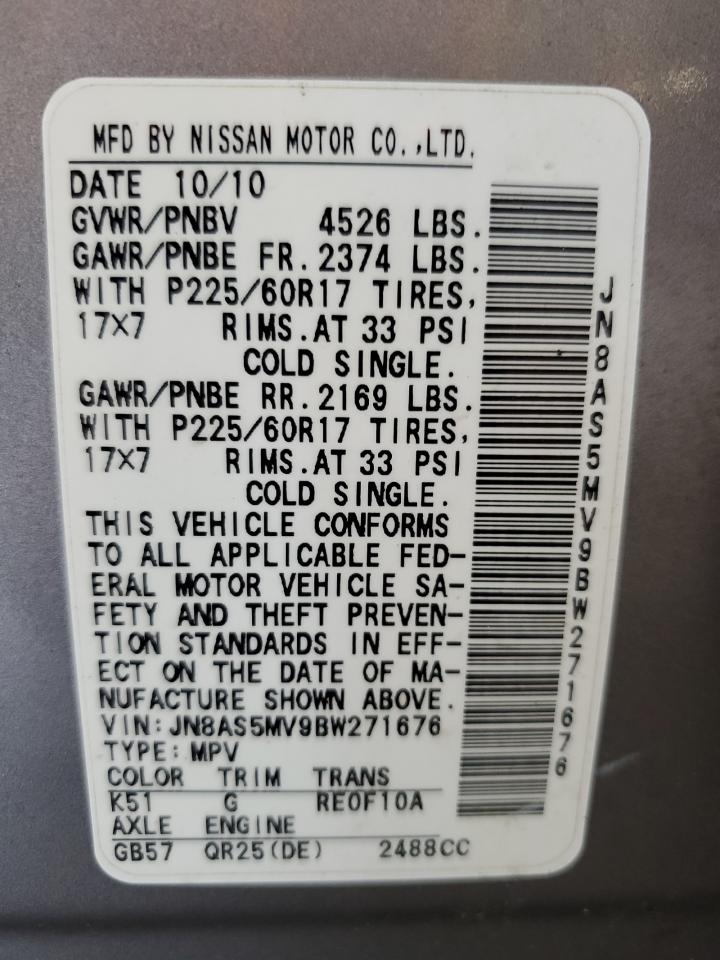 MFD BY NISSAN MOTOR CO.,LTD.
DATE 10/10
GVWR/PNBV 4526 LBS.
GAWR/PNBE FR.2374 LBS.
WITH P225/60R17 TIRES,
17X7 RIMS.AT 33 PSI
COLD SINGLE.
GAWR/PNBE RR.2169 LBS.
WITH P225/60R17 TIRES,
17X7 RIMS.AT 33 PSI
COLD SINGLE.
THIS VEHICLE CONFORMS
TO ALL APPLICABLE FED-
ERAL MOTOR VEHICLE SA-
FETY AND THEFT PREVEN-
TION STANDARDS IN EFF-
ECT ON THE DATE OF MA-
NUFACTURE SHOWN ABOVE.
VIN:JN8AS5MV9BW271676
TYPE:MPV
COLOR TRIM TRANS
K51 G RE0F10A
AXLE ENGINE
GB57 QR25(DE) 2488CC
JN8AS5MV9BW271676